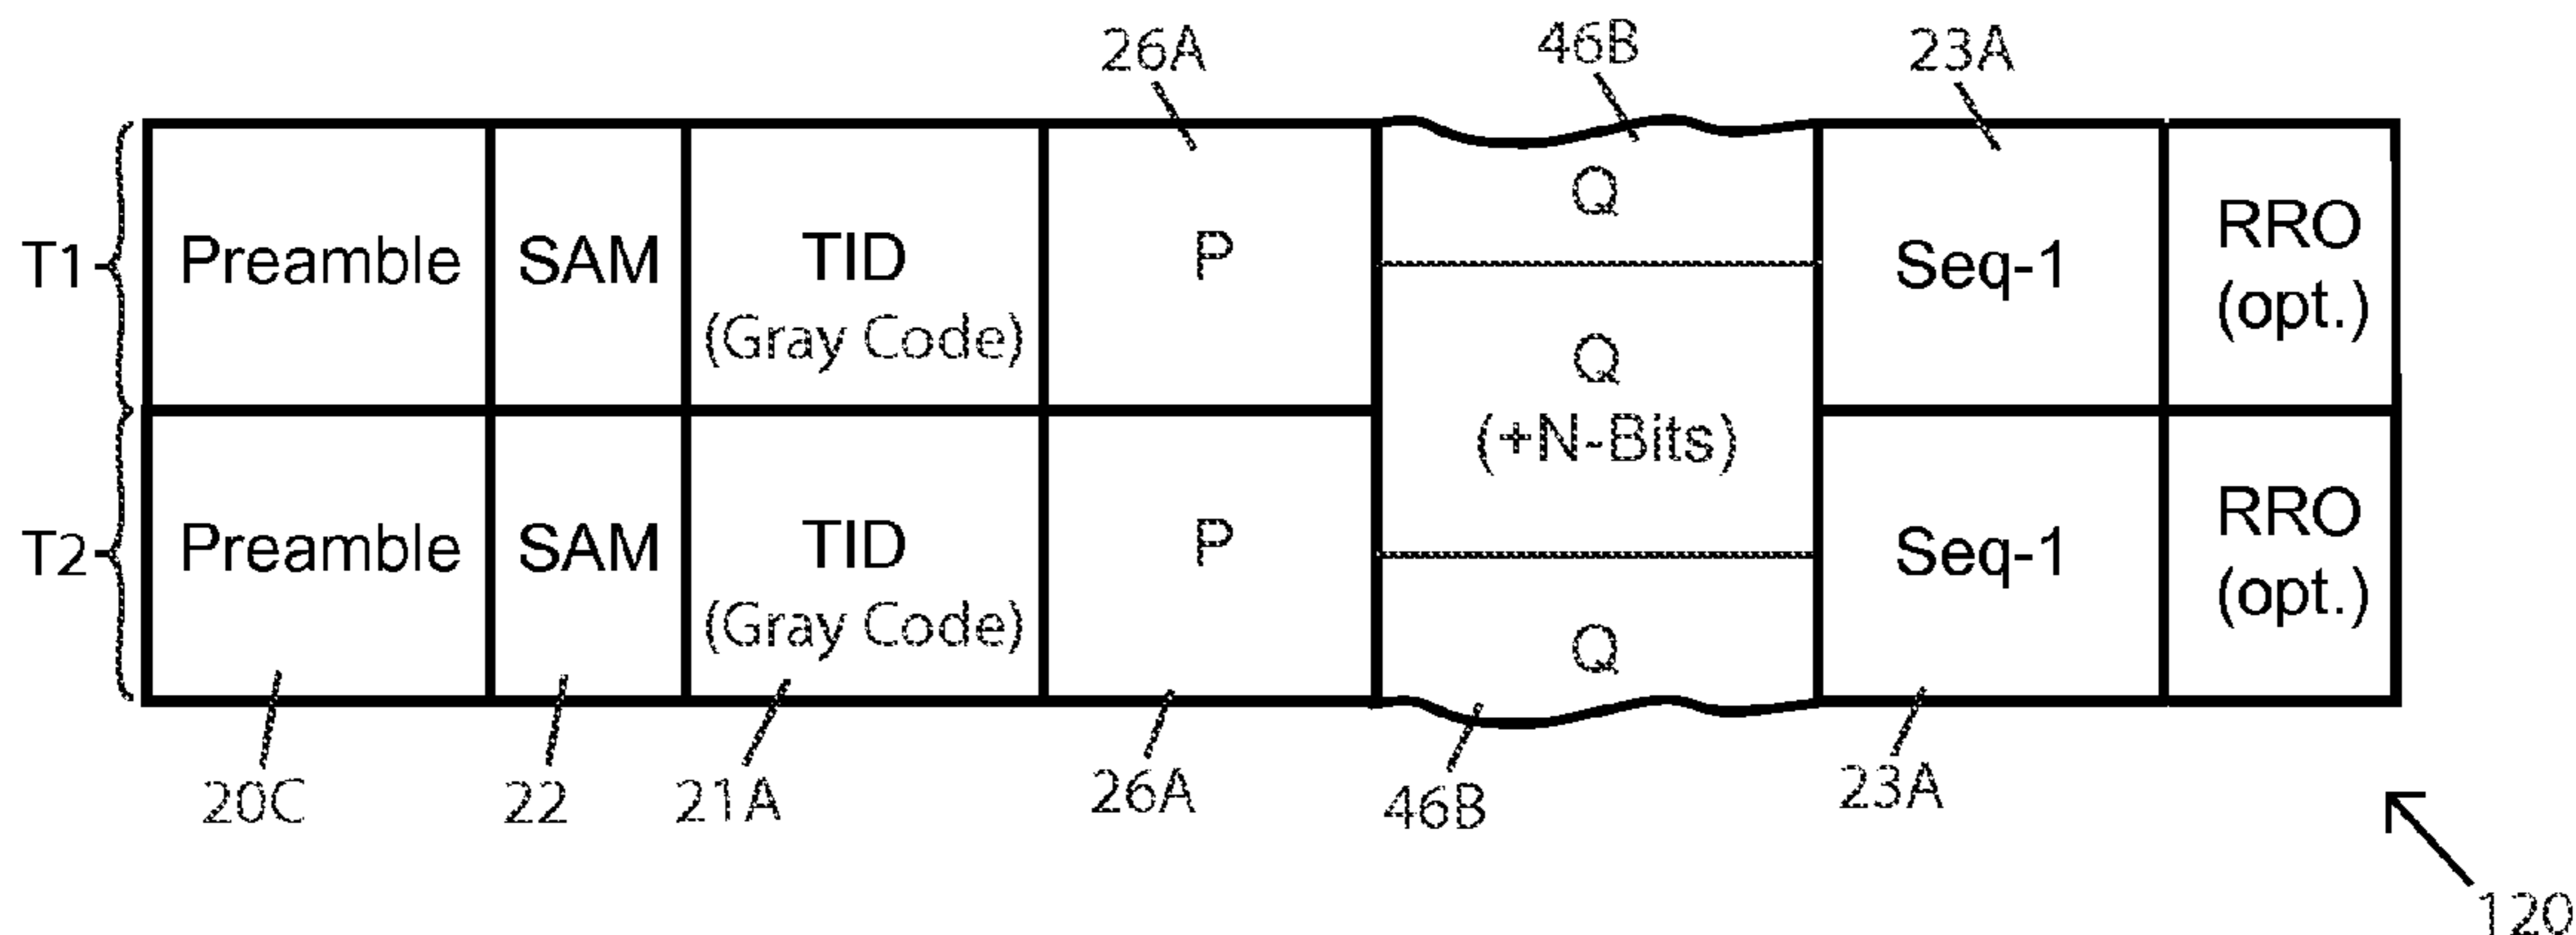 26A 46B 23A
T1 Preamble SAM TID (Gray Code) P Q Seq-1 RRO (opt.)
Q
(+N-Bits)
T2 Preamble SAM TID (Gray Code) P Q Seq-1 RRO (opt.)
20C 22 21A 26A 46B 23A
120